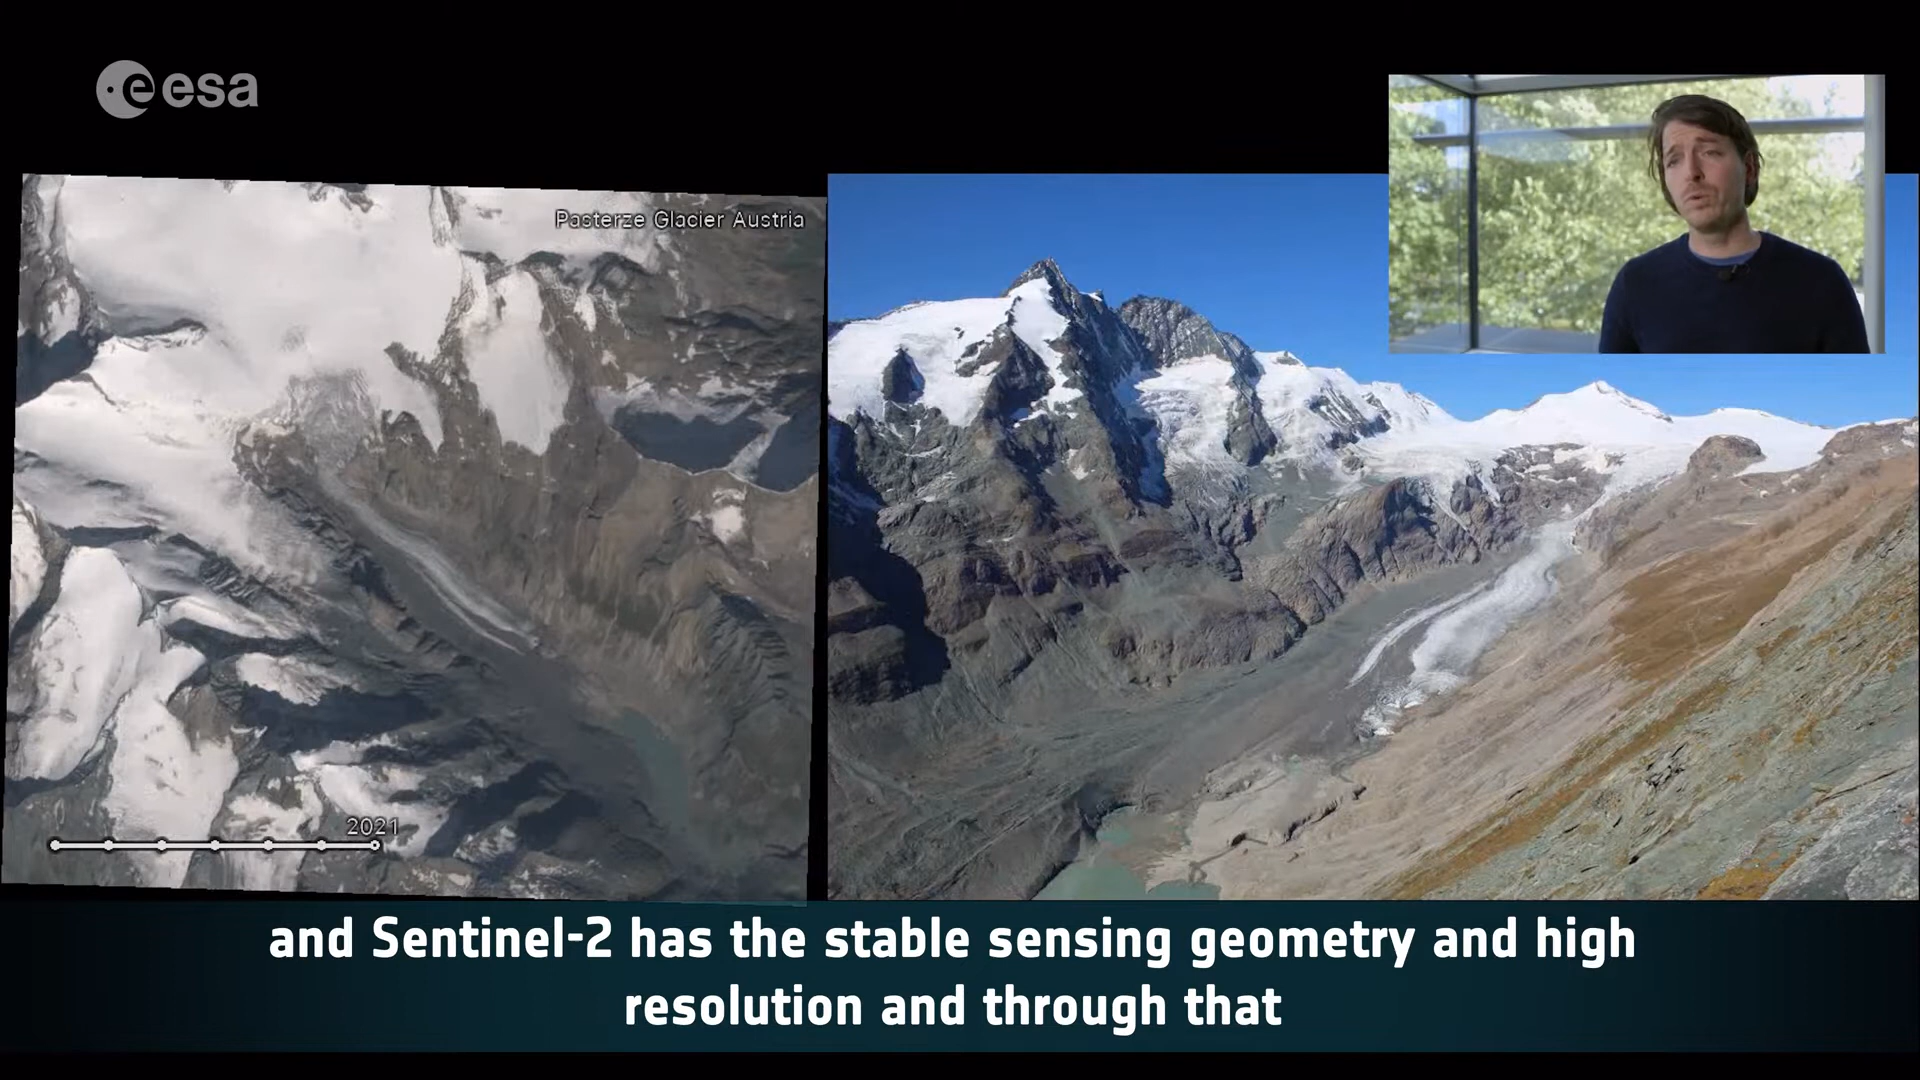 esa
Pasterze Glacier Austria
2021
and Sentinel-2 has the stable sensing geometry and high
resolution and through that